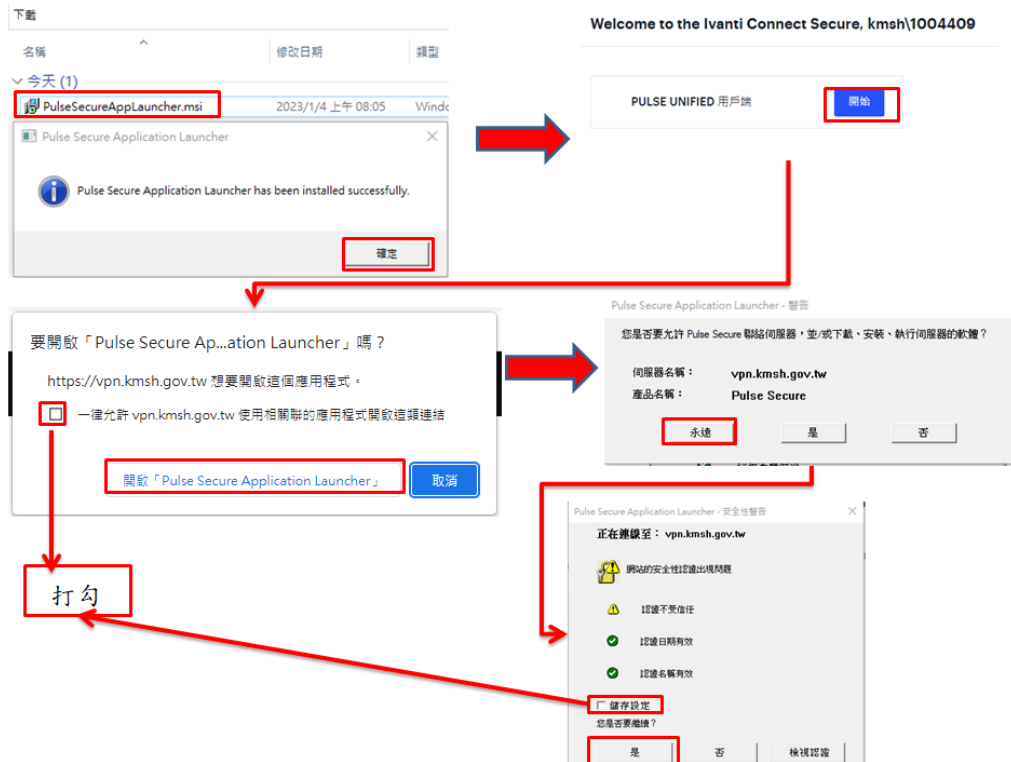 下載
名稱
修改日期
類型
今天 (1)
PulseSecureAppLauncher.msi
2023/1/4 上午 08:05
Windo
Pulse Secure Application Launcher
Pulse Secure Application Launcher has been installed successfully.
確定
Welcome to the Ivanti Connect Secure, kmsh\1004409
PULSE UNIFIED 用戶端
開始
要開啟「Pulse Secure Ap...ation Launcher」嗎？
https://vpn.kmsh.gov.tw 想要開啟這個應用程式。
一律允許 vpn.kmsh.gov.tw 使用相關聯的應用程式開啟這類連結
開啟「Pulse Secure Application Launcher」
取消
打勾
Pulse Secure Application Launcher - 警告
您是否要允許 Pulse Secure 聯絡伺服器，並/或下載、安裝、執行伺服器的軟體？
伺服器名稱： vpn.kmsh.gov.tw
產品名稱： Pulse Secure
永遠
是
否
Pulse Secure Application Launcher - 安全性警告
正在連線至： vpn.kmsh.gov.tw
網站的安全性認證出現問題
認證不受信任
認證日期有效
認證名稱有效
儲存設定
您是否要繼續？
是
否
檢視認證